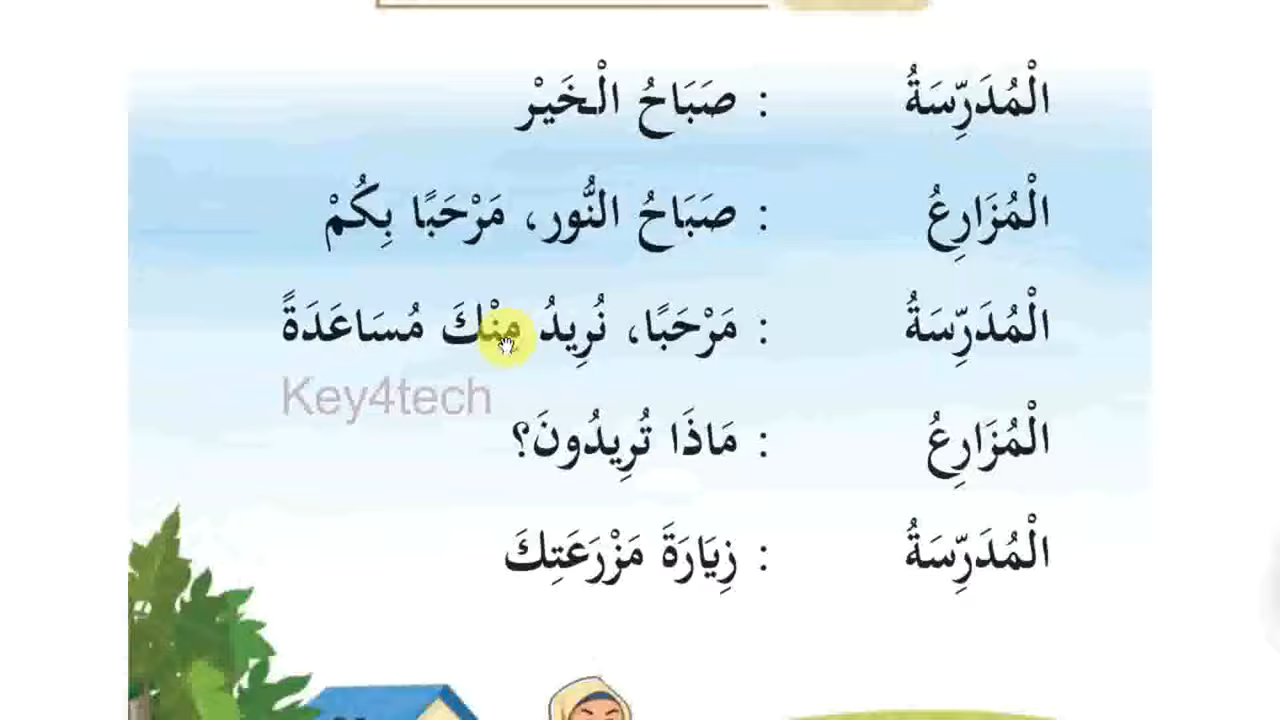 الْمُدَرِّسَةُ : صَبَاحُ الْخَيْر
الْمُزَارِعُ : صَبَاحُ النُّور، مَرْحَبًا بِكُمْ
الْمُدَرِّسَةُ : مَرْحَبًا، نُرِيدُ مِنْكَ مُسَاعَدَةً
Key4tech
الْمُزَارِعُ : مَاذَا تُرِيدُونَ؟
الْمُدَرِّسَةُ : زِيَارَةَ مَزْرَعَتِكَ